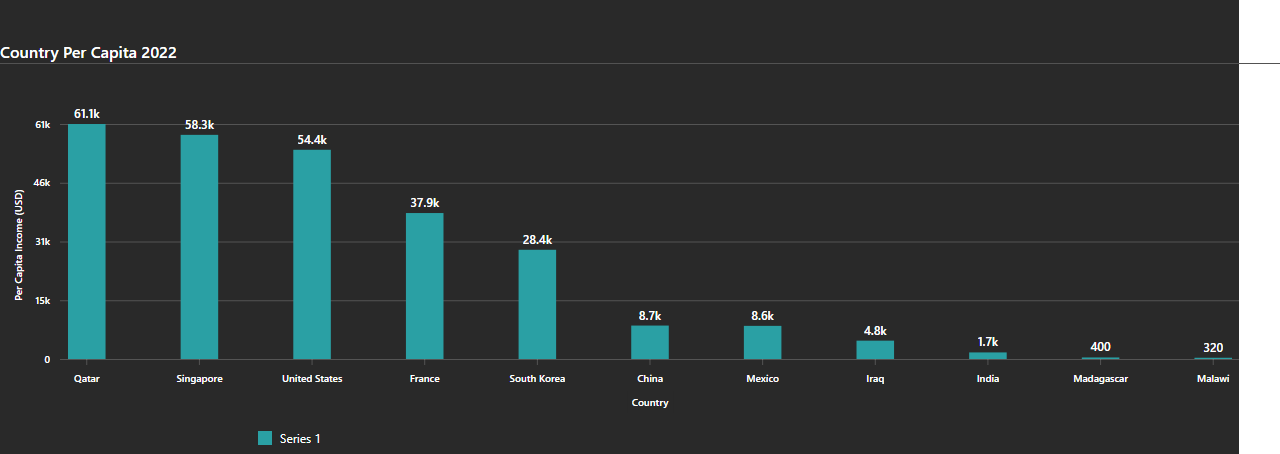 Country Per Capita 2022
61.1k
58.3k
54.4k
37.9k
28.4k
8.7k
8.6k
4.8k
1.7k
400
320
61k
46k
31k
15k
0
Per Capita Income (USD)
Qatar
Singapore
United States
France
South Korea
China
Mexico
Iraq
India
Madagascar
Malawi
Country
Series 1